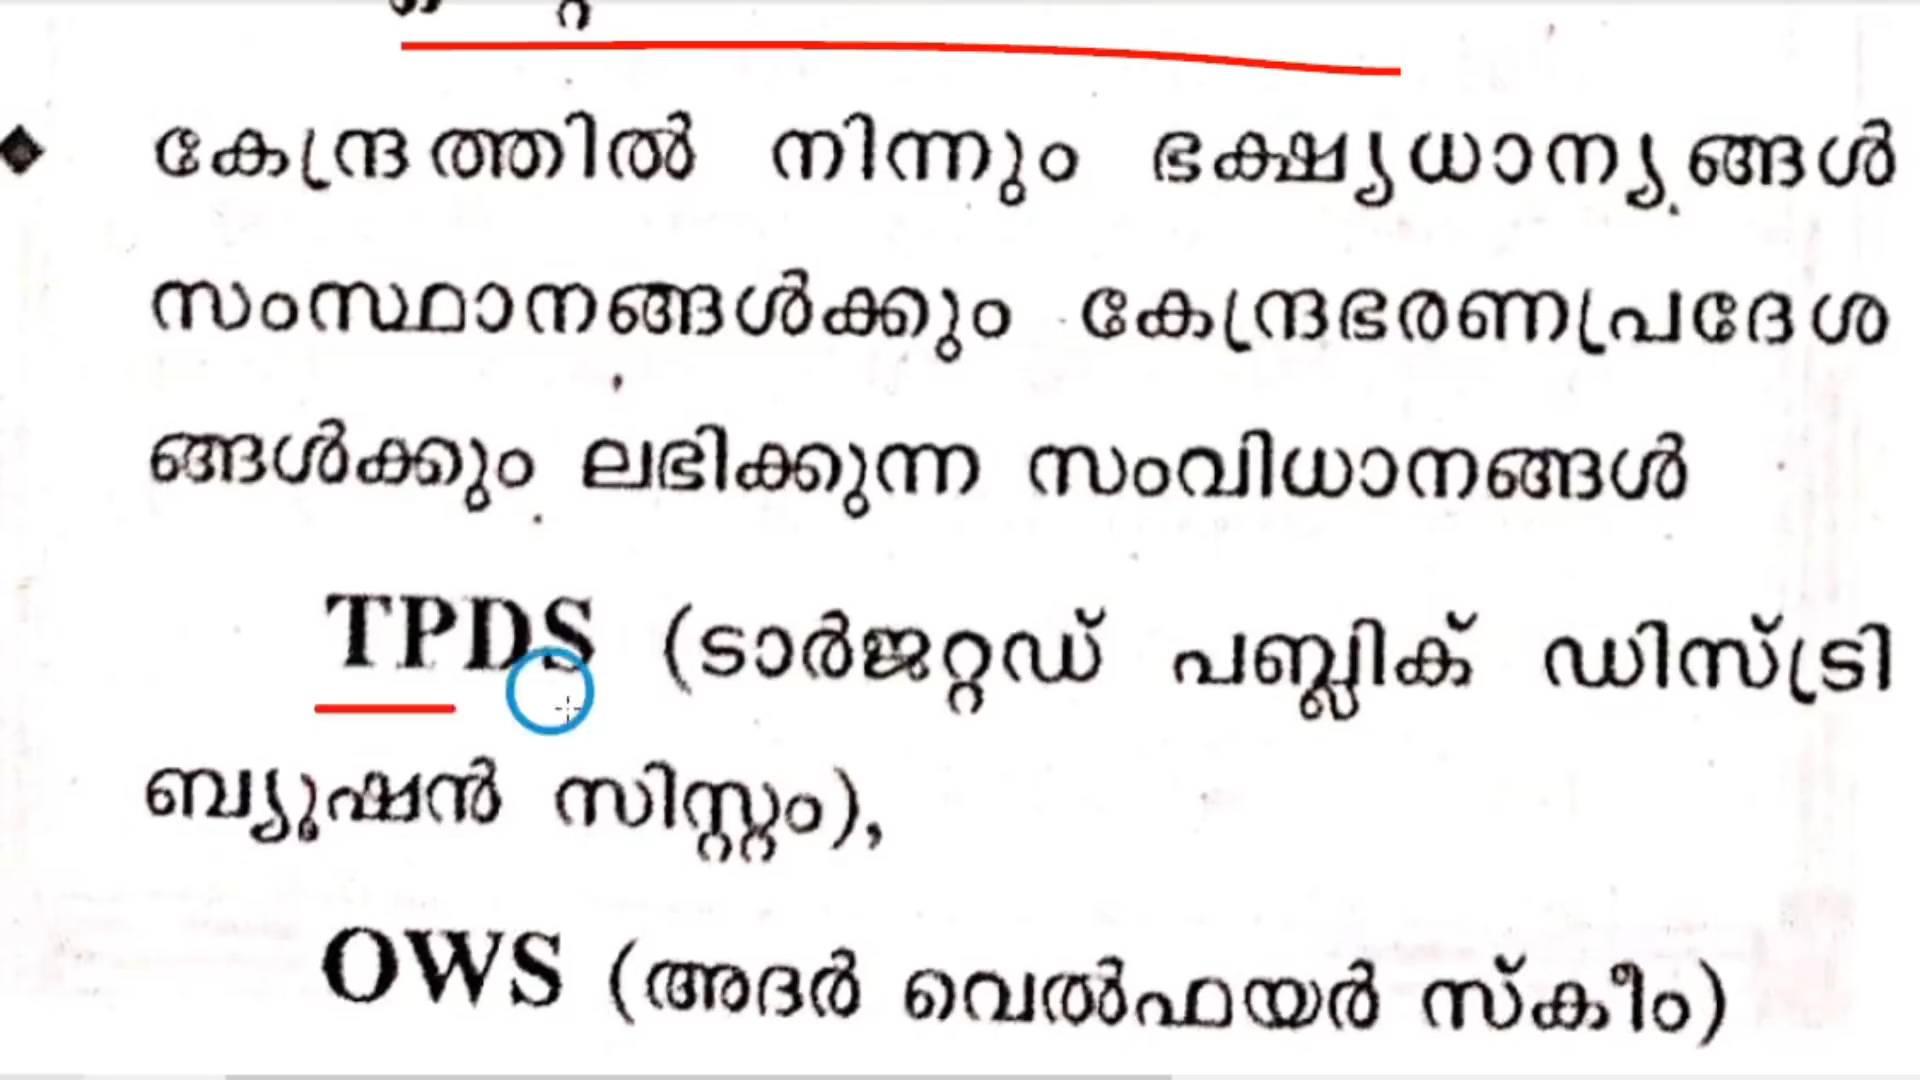 കേന്ദ്രത്തിൽ നിന്നും ഭക്ഷ്യധാന്യങ്ങൾ
സംസ്ഥാനങ്ങൾക്കും കേന്ദ്രഭരണപ്രദേശ
ങ്ങൾക്കും ലഭിക്കുന്ന സംവിധാനങ്ങൾ
TPDS (ടാർജറ്റഡ് പബ്ലിക് ഡിസ്ട്രി
ബ്യൂഷൻ സിസ്റ്റം),
OWS (അദർ വെൽഫയർ സ്കീം)